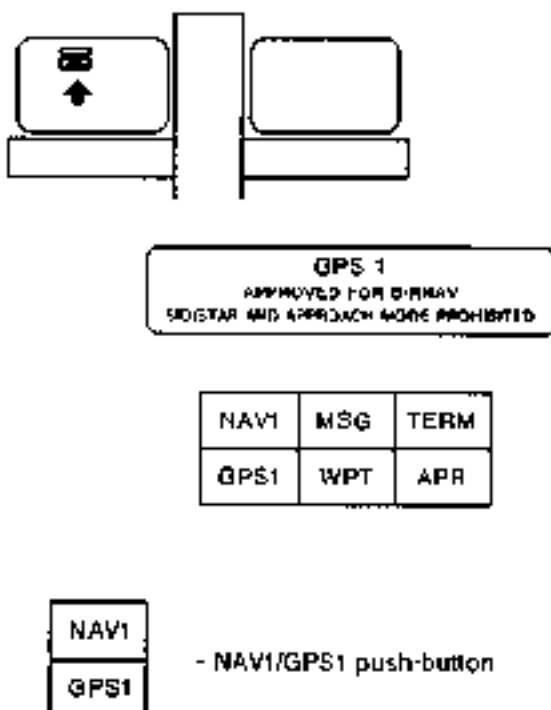 GPS 1
APPROVED FOR B-RNAV
SID/STAR AND APPROACH MODE PROHIBITED
NAV1 MSG TERM
GPS1 WPT APR
NAV1
- NAV1/GPS1 push-button
GPS1